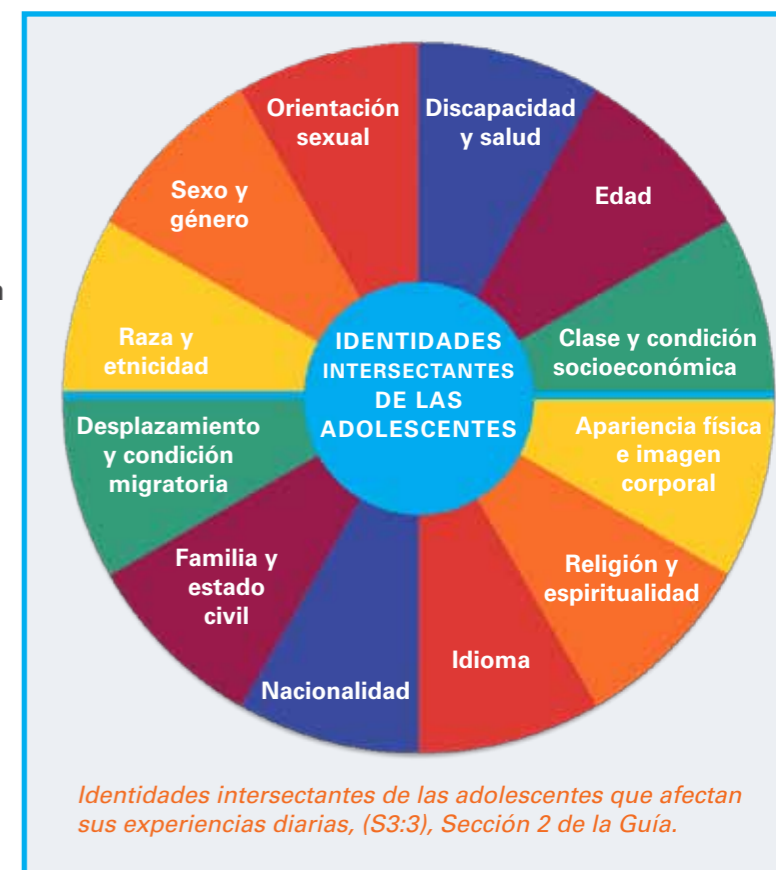 Orientación
sexual
Discapacidad
y salud
Edad
Clase y condición
socioeconómica
Apariencia física
e imagen
corporal
Religión y
espiritualidad
Idioma
Nacionalidad
Familia y
estado
civil
Desplazamiento
y condición
migratoria
Raza y
etnicidad
Sexo y
género
IDENTIDADES
INTERSECTANTES
DE LAS
ADOLESCENTES
Identidades intersectantes de las adolescentes que afectan
sus experiencias diarias, (S3:3), Sección 2 de la Guía.